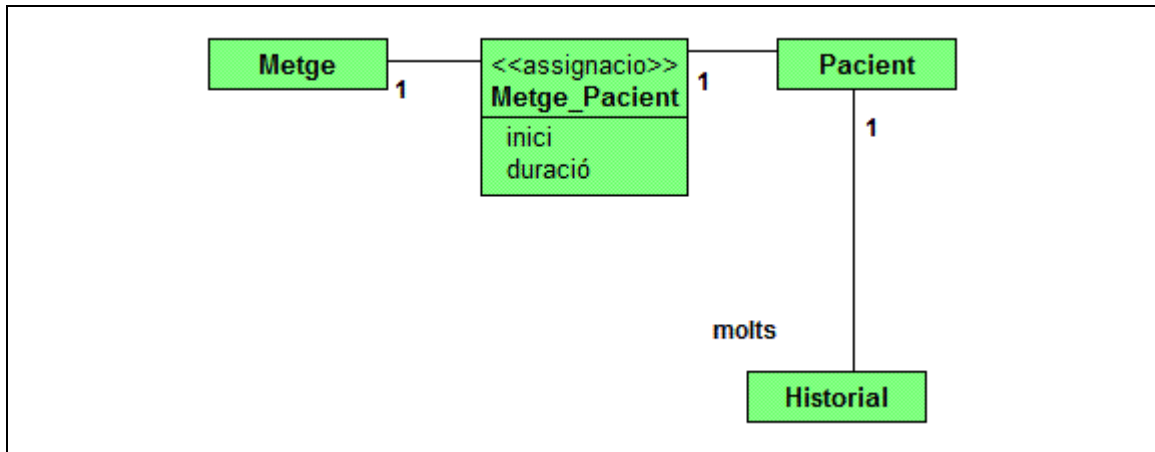 Metge
1
<<assignacio>>
Metge_Pacient
inici
duració
1
Pacient
1
molts
Historial